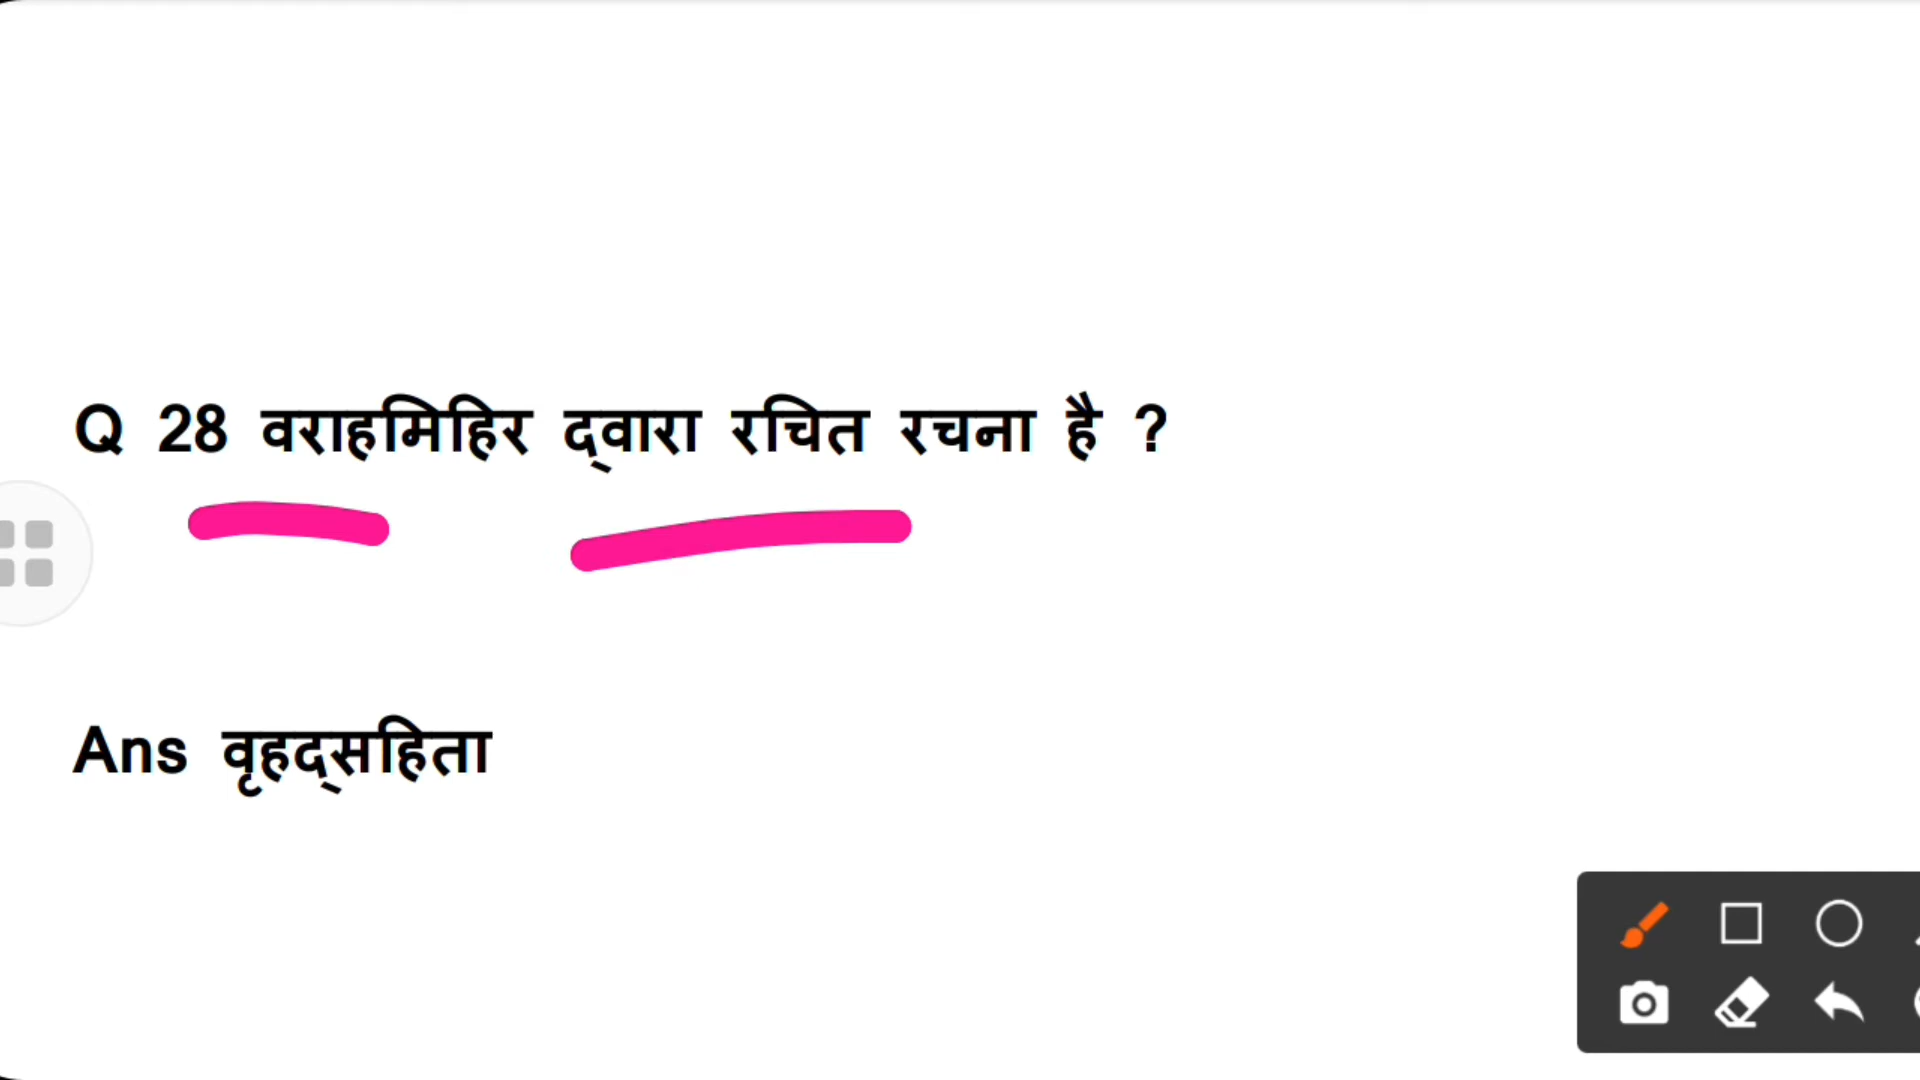 Q 28 वराहमिहिर द्वारा रचित रचना है ?
Ans वृहद्सहिता